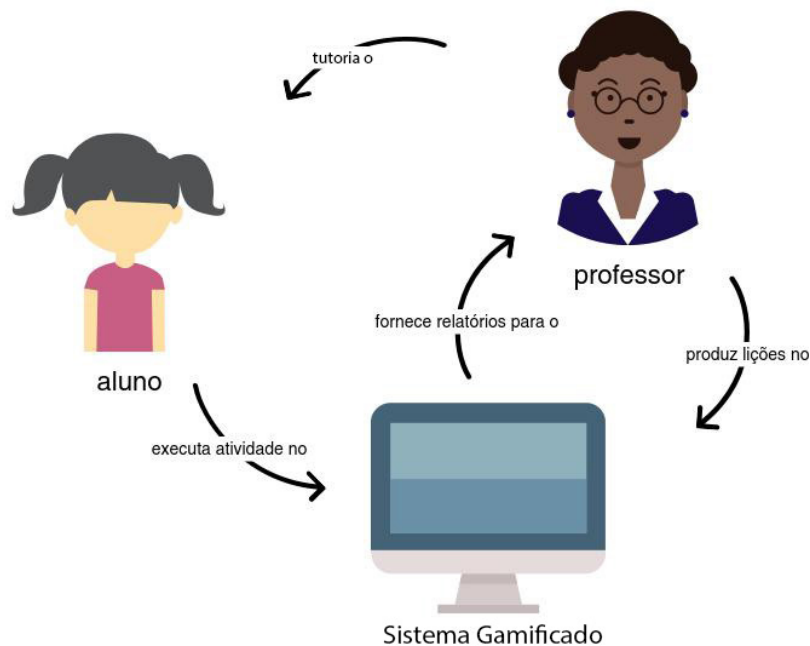 tutoria o
professor
fornece relatórios para o
produz lições no
aluno
executa atividade no
Sistema Gamificado